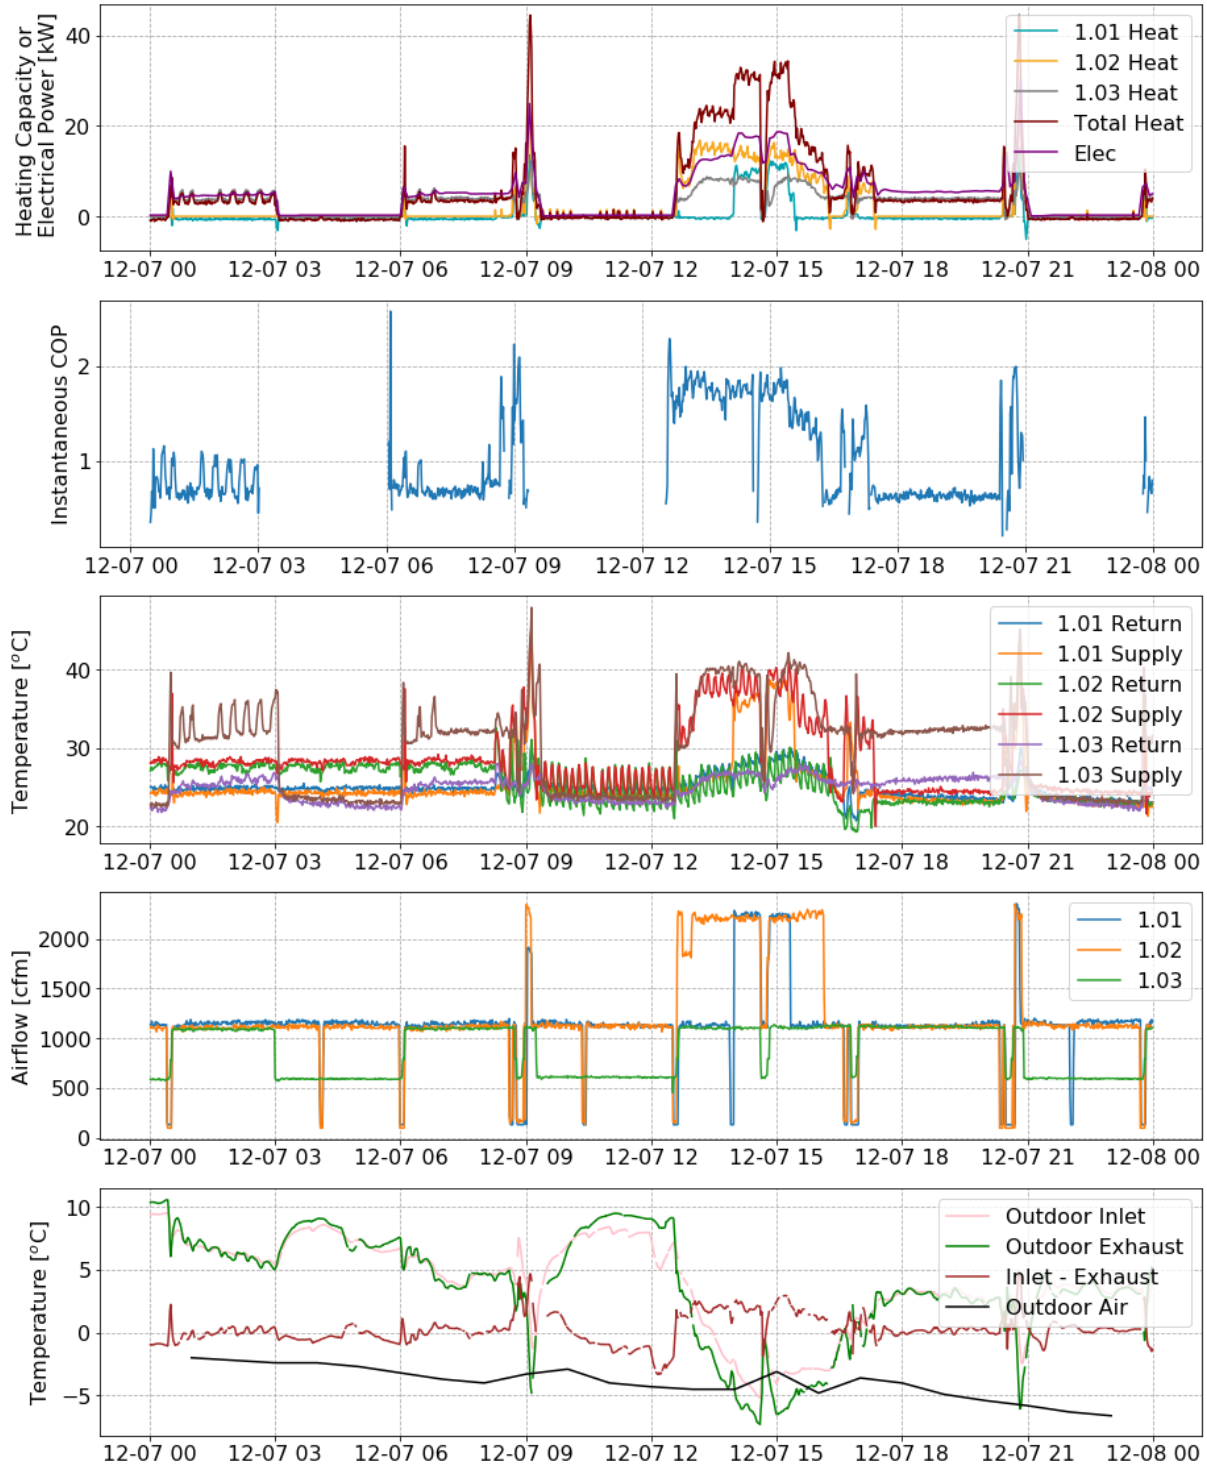 Heating Capacity or
Electrical Power [kW]
40
20
0
1.01 Heat
1.02 Heat
1.03 Heat
Total Heat
Elec
12-07 00 12-07 03 12-07 06 12-07 09 12-07 12 12-07 15 12-07 18 12-07 21 12-08 00
Instantaneous COP
2
1
12-07 00 12-07 03 12-07 06 12-07 09 12-07 12 12-07 15 12-07 18 12-07 21 12-08 00
Temperature [°C]
40
30
20
1.01 Return
1.01 Supply
1.02 Return
1.02 Supply
1.03 Return
1.03 Supply
12-07 00 12-07 03 12-07 06 12-07 09 12-07 12 12-07 15 12-07 18 12-07 21 12-08 00
Airflow [cfm]
2000
1500
1000
500
0
1.01
1.02
1.03
12-07 00 12-07 03 12-07 06 12-07 09 12-07 12 12-07 15 12-07 18 12-07 21 12-08 00
Temperature [°C]
10
5
0
−5
Outdoor Inlet
Outdoor Exhaust
Inlet - Exhaust
Outdoor Air
12-07 00 12-07 03 12-07 06 12-07 09 12-07 12 12-07 15 12-07 18 12-07 21 12-08 00